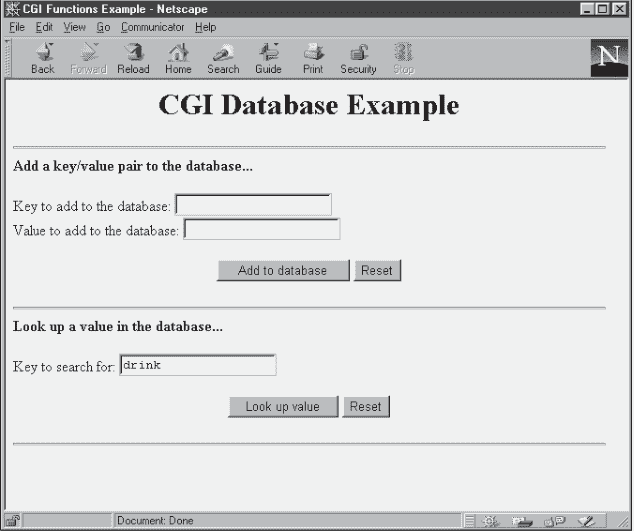 CGI Functions Example - Netscape
File Edit View Go Communicator Help
Back Forward Reload Home Search Guide Print Security Stop
N
CGI Database Example
Add a key/value pair to the database...
Key to add to the database:
Value to add to the database:
Add to database Reset
Look up a value in the database...
Key to search for: drink
Look up value Reset
Document: Done